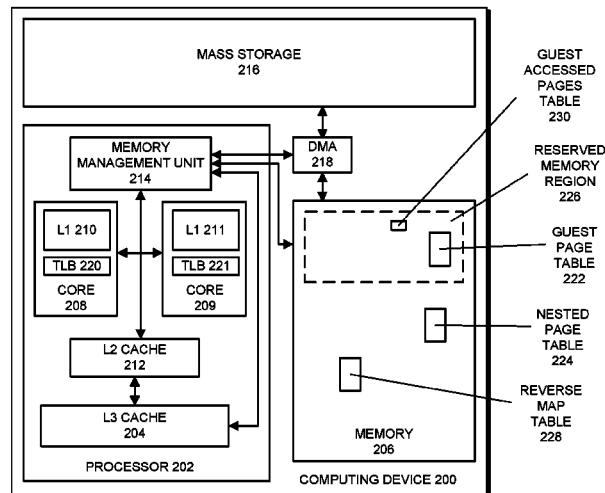 MASS STORAGE
216
GUEST
ACCESSED
PAGES
TABLE
230
MEMORY
MANAGEMENT UNIT
214
DMA
218
RESERVED
MEMORY
REGION
226
L1 210
TLB 220
CORE
208
L1 211
TLB 221
CORE
209
GUEST
PAGE
TABLE
222
L2 CACHE
212
NESTED
PAGE
TABLE
224
L3 CACHE
204
REVERSE
MAP
TABLE
228
MEMORY
206
PROCESSOR 202
COMPUTING DEVICE 200